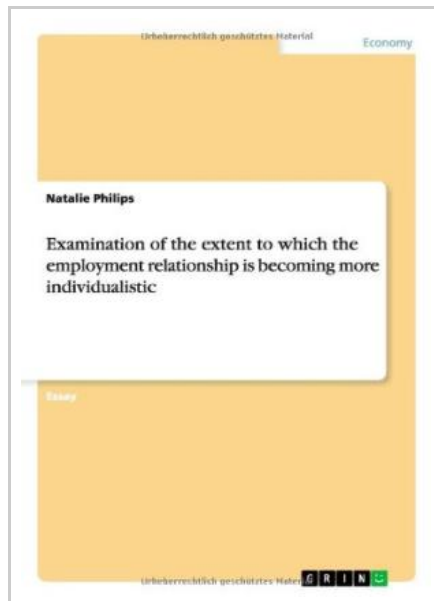 Urheberrechtlich geschütztes Material
Economy
Natalie Philips
Examination of the extent to which the
employment relationship is becoming more
individualistic
Essay
Urheberrechtlich geschütztes Mater
GRIN